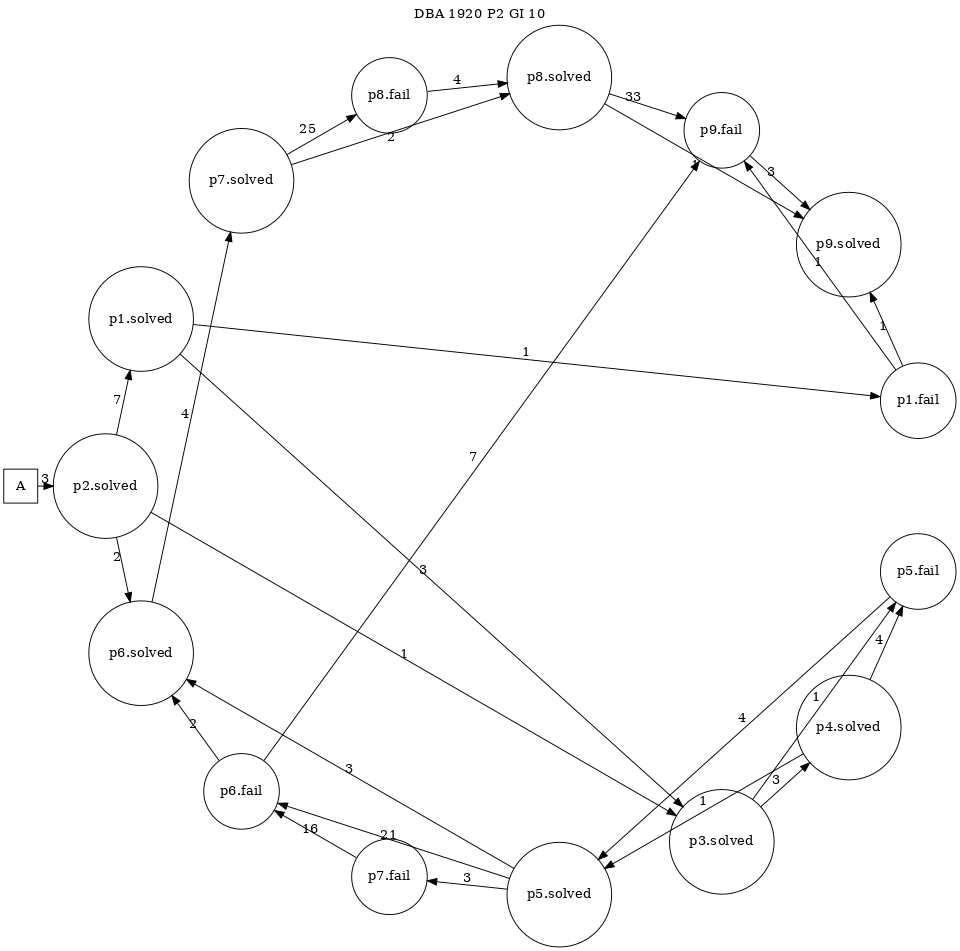 DBA 1920 P2 GI 10
p8.solved
4
p8.fail
33
p9.fail
25
2
1
3
p7.solved
p9.solved
1
p1.solved
1
1
7
p1.fail
4
7
3
A
p2.solved
2
3
p5.fail
4
p6.solved
1
1
4
p4.solved
2
3
3
p6.fail
1
16
21
p3.solved
p7.fail
3
p5.solved